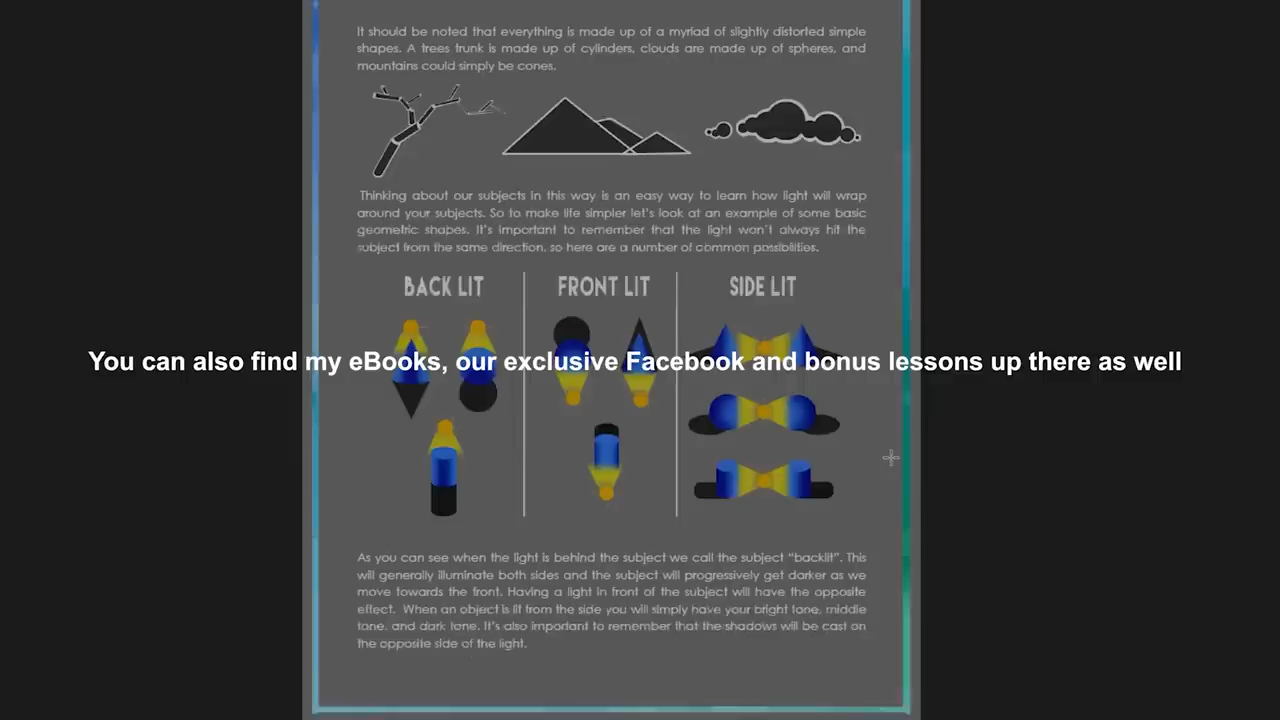 It should be noted that everything is made up of a myriad of slightly distorted simple
shapes. A trees trunk is made up of cylinders, clouds are made up of spheres, and
mountains could simply be cones.
Thinking about our subjects in this way is an easy way to learn how light will wrap
around your subjects. So to make life simpler let's look at an example of some basic
geometric shapes. It's important to remember that the light won't always hit the
subject from the same direction, so here are a number of common possibilities.
BACK LIT
FRONT LIT
SIDE LIT
You can also find my eBooks, our exclusive Facebook and bonus lessons up there as well
As you can see when the light is behind the subject we call the subject "backlit". This
will generally illuminate both sides and the subject will progressively get darker as we
move towards the front. Having a light in front of the subject will have the opposite
effect. When an object is lit from the side you will simply have your bright tone, middle
tone, and dark tone. It's also important to remember that the shadows will be cast on
the opposite side of the light.